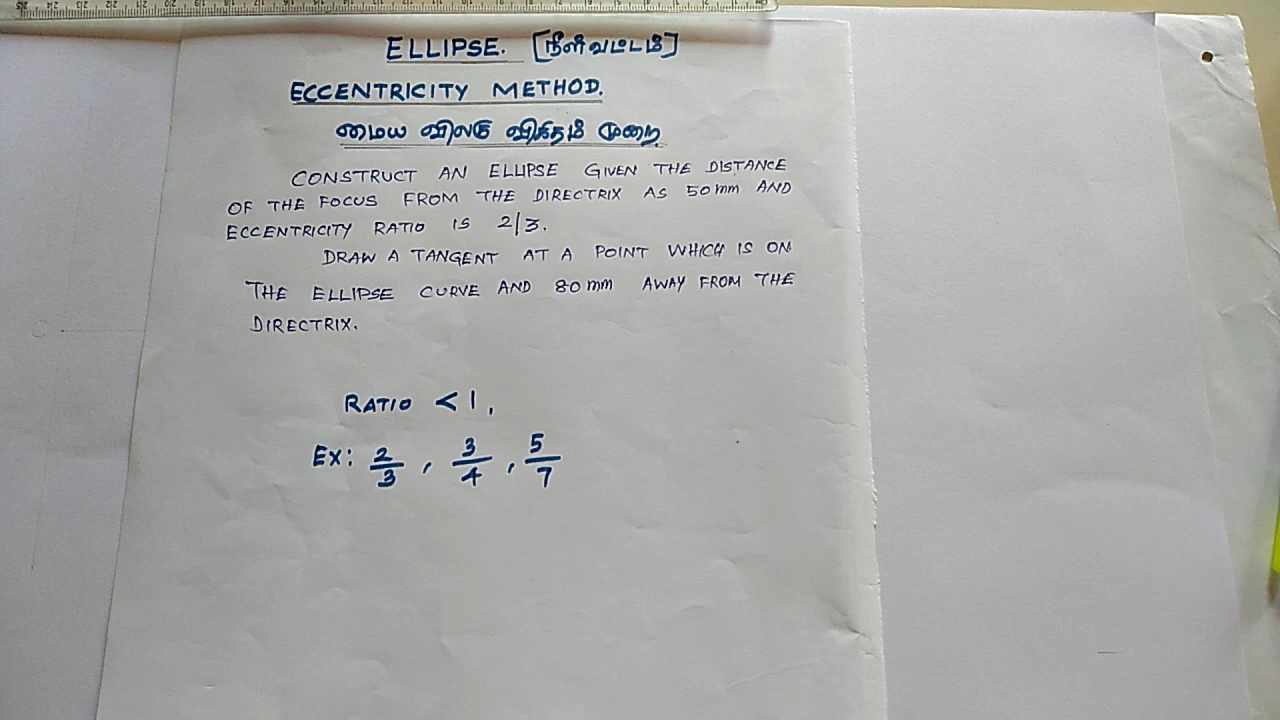 ELLIPSE. [நீள்வட்டம்]
ECCENTRICITY METHOD.
மைய விலகு விகிதம் முறை
CONSTRUCT AN ELLIPSE GIVEN THE DISTANCE
OF THE FOCUS FROM THE DIRECTRIX AS 50mm AND
ECCENTRICITY RATIO IS 2/3.
DRAW A TANGENT AT A POINT WHICH IS ON
THE ELLIPSE CURVE AND 80mm AWAY FROM THE
DIRECTRIX.
RATIO < 1,
EX: 2/3, 3/4, 5/7